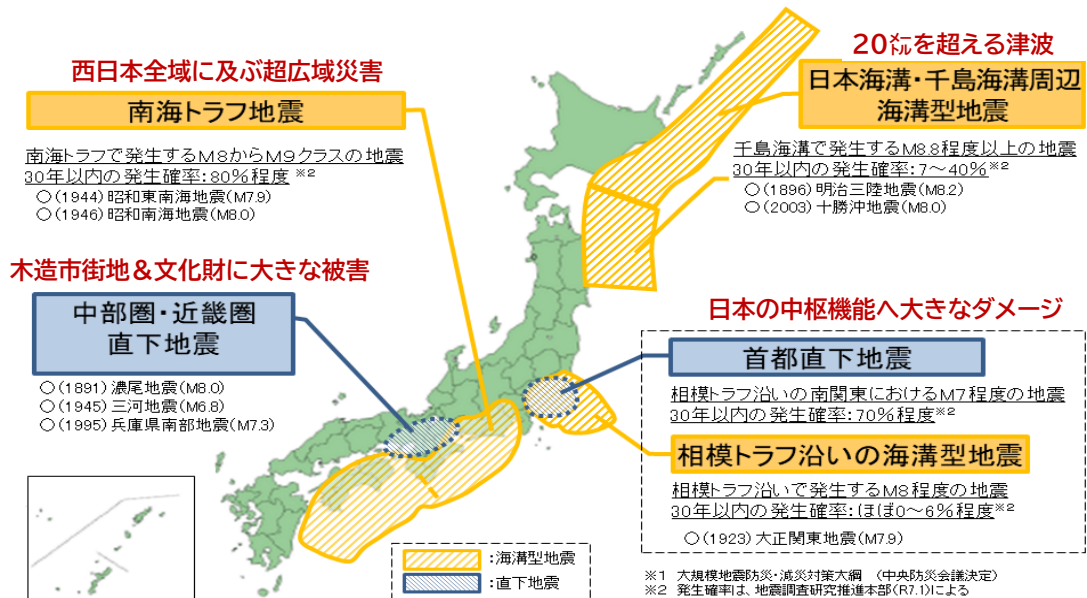 西日本全域に及ぶ超広域災害
南海トラフ地震
南海トラフで発生するM8からM9クラスの地震
30年以内の発生確率：80％程度 ※2
○(1944) 昭和東南海地震(M7.9)
○(1946) 昭和南海地震(M8.0)
20㍍を超える津波
日本海溝・千島海溝周辺
海溝型地震
千島海溝で発生するM8.8程度以上の地震
30年以内の発生確率：7～40％※2
○(1896) 明治三陸地震(M8.2)
○(2003) 十勝沖地震(M8.0)
木造市街地＆文化財に大きな被害
中部圏・近畿圏
直下地震
○(1891) 濃尾地震(M8.0)
○(1945) 三河地震(M6.8)
○(1995) 兵庫県南部地震(M7.3)
日本の中枢機能へ大きなダメージ
首都直下地震
相模トラフ沿いの南関東におけるM7程度の地震
30年以内の発生確率：70％程度※2
相模トラフ沿いの海溝型地震
相模トラフ沿いで発生するM8程度の地震
30年以内の発生確率：ほぼ0～6％程度※2
○(1923) 大正関東地震(M7.9)
：海溝型地震
：直下地震
※1 大規模地震防災・減災対策大綱 （中央防災会議決定）
※2 発生確率は、地震調査研究推進本部(R7.1)による